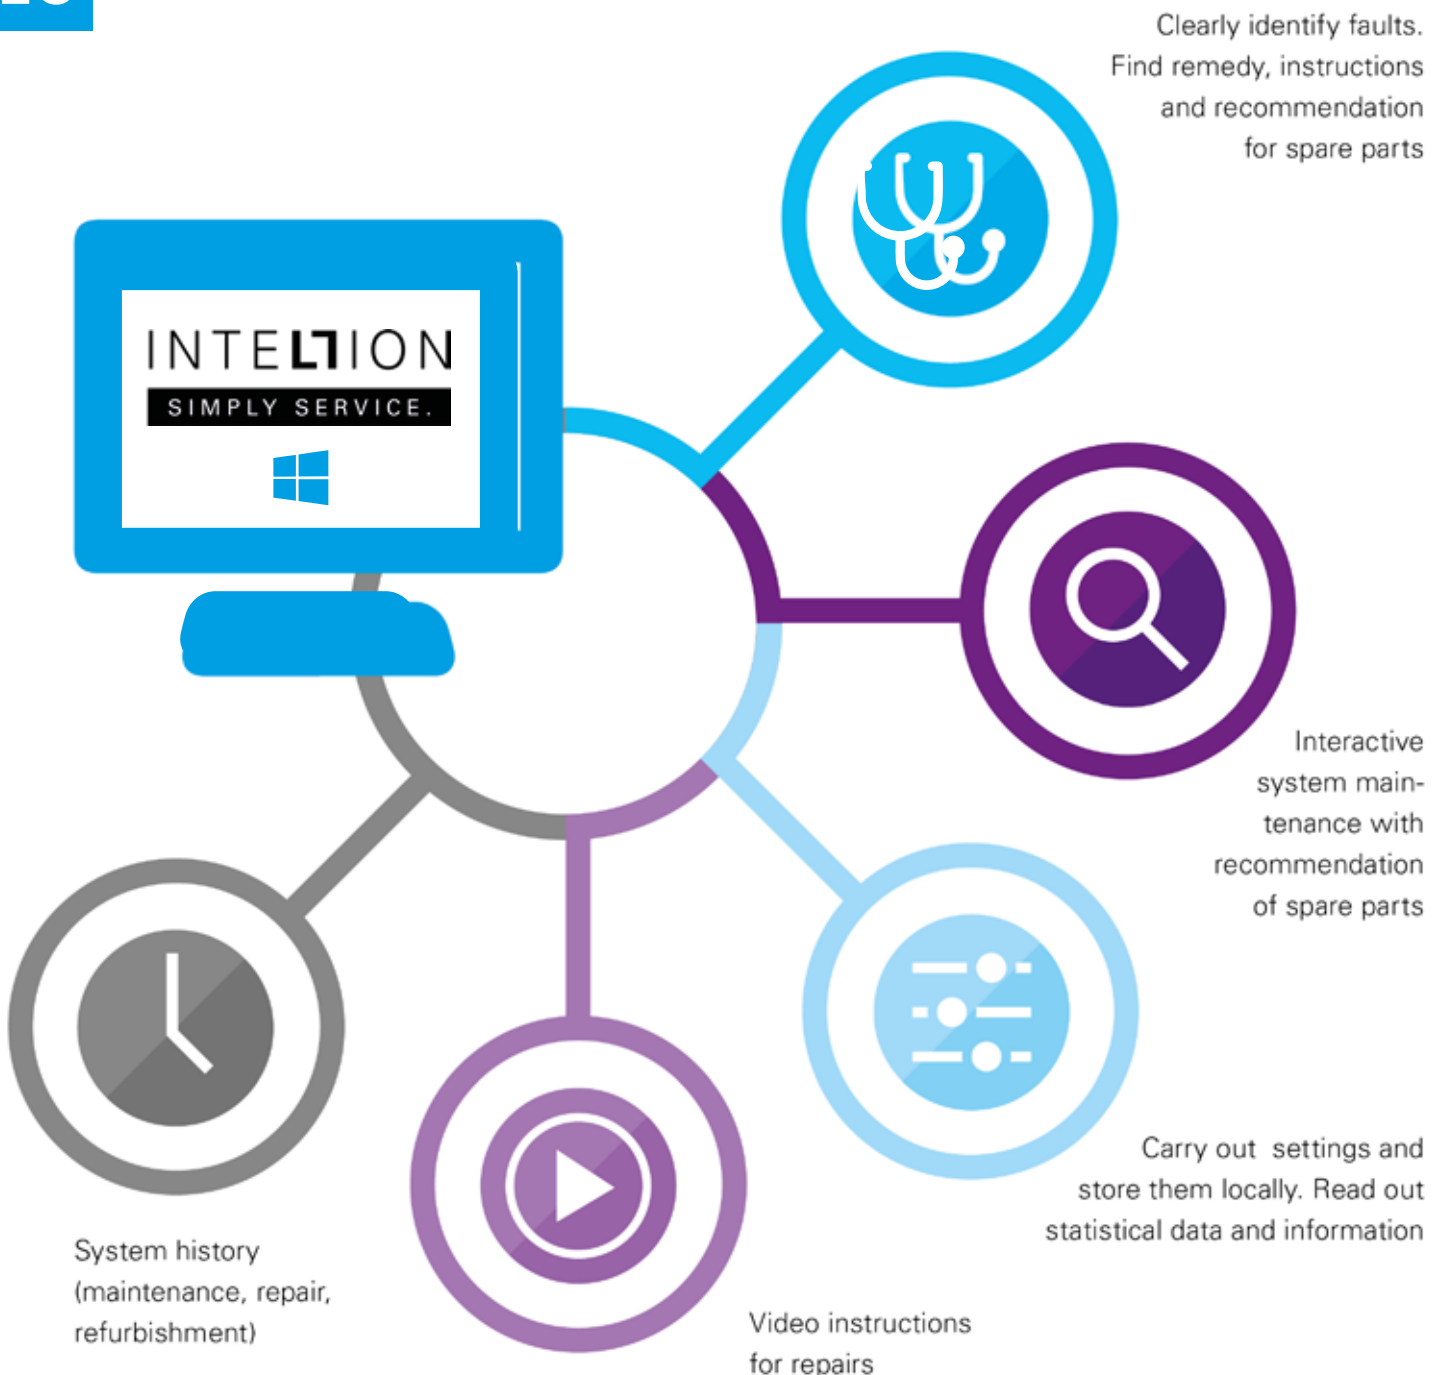 Clearly identify faults.
Find remedy, instructions
and recommendation
for spare parts
INTELLION
SIMPLY SERVICE.
Interactive
system main-
tenance with
recommendation
of spare parts
Carry out settings and
store them locally. Read out
statistical data and information
System history
(maintenance, repair,
refurbishment)
Video instructions
for repairs